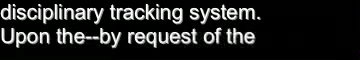 disciplinary tracking system.
Upon the--by request of the